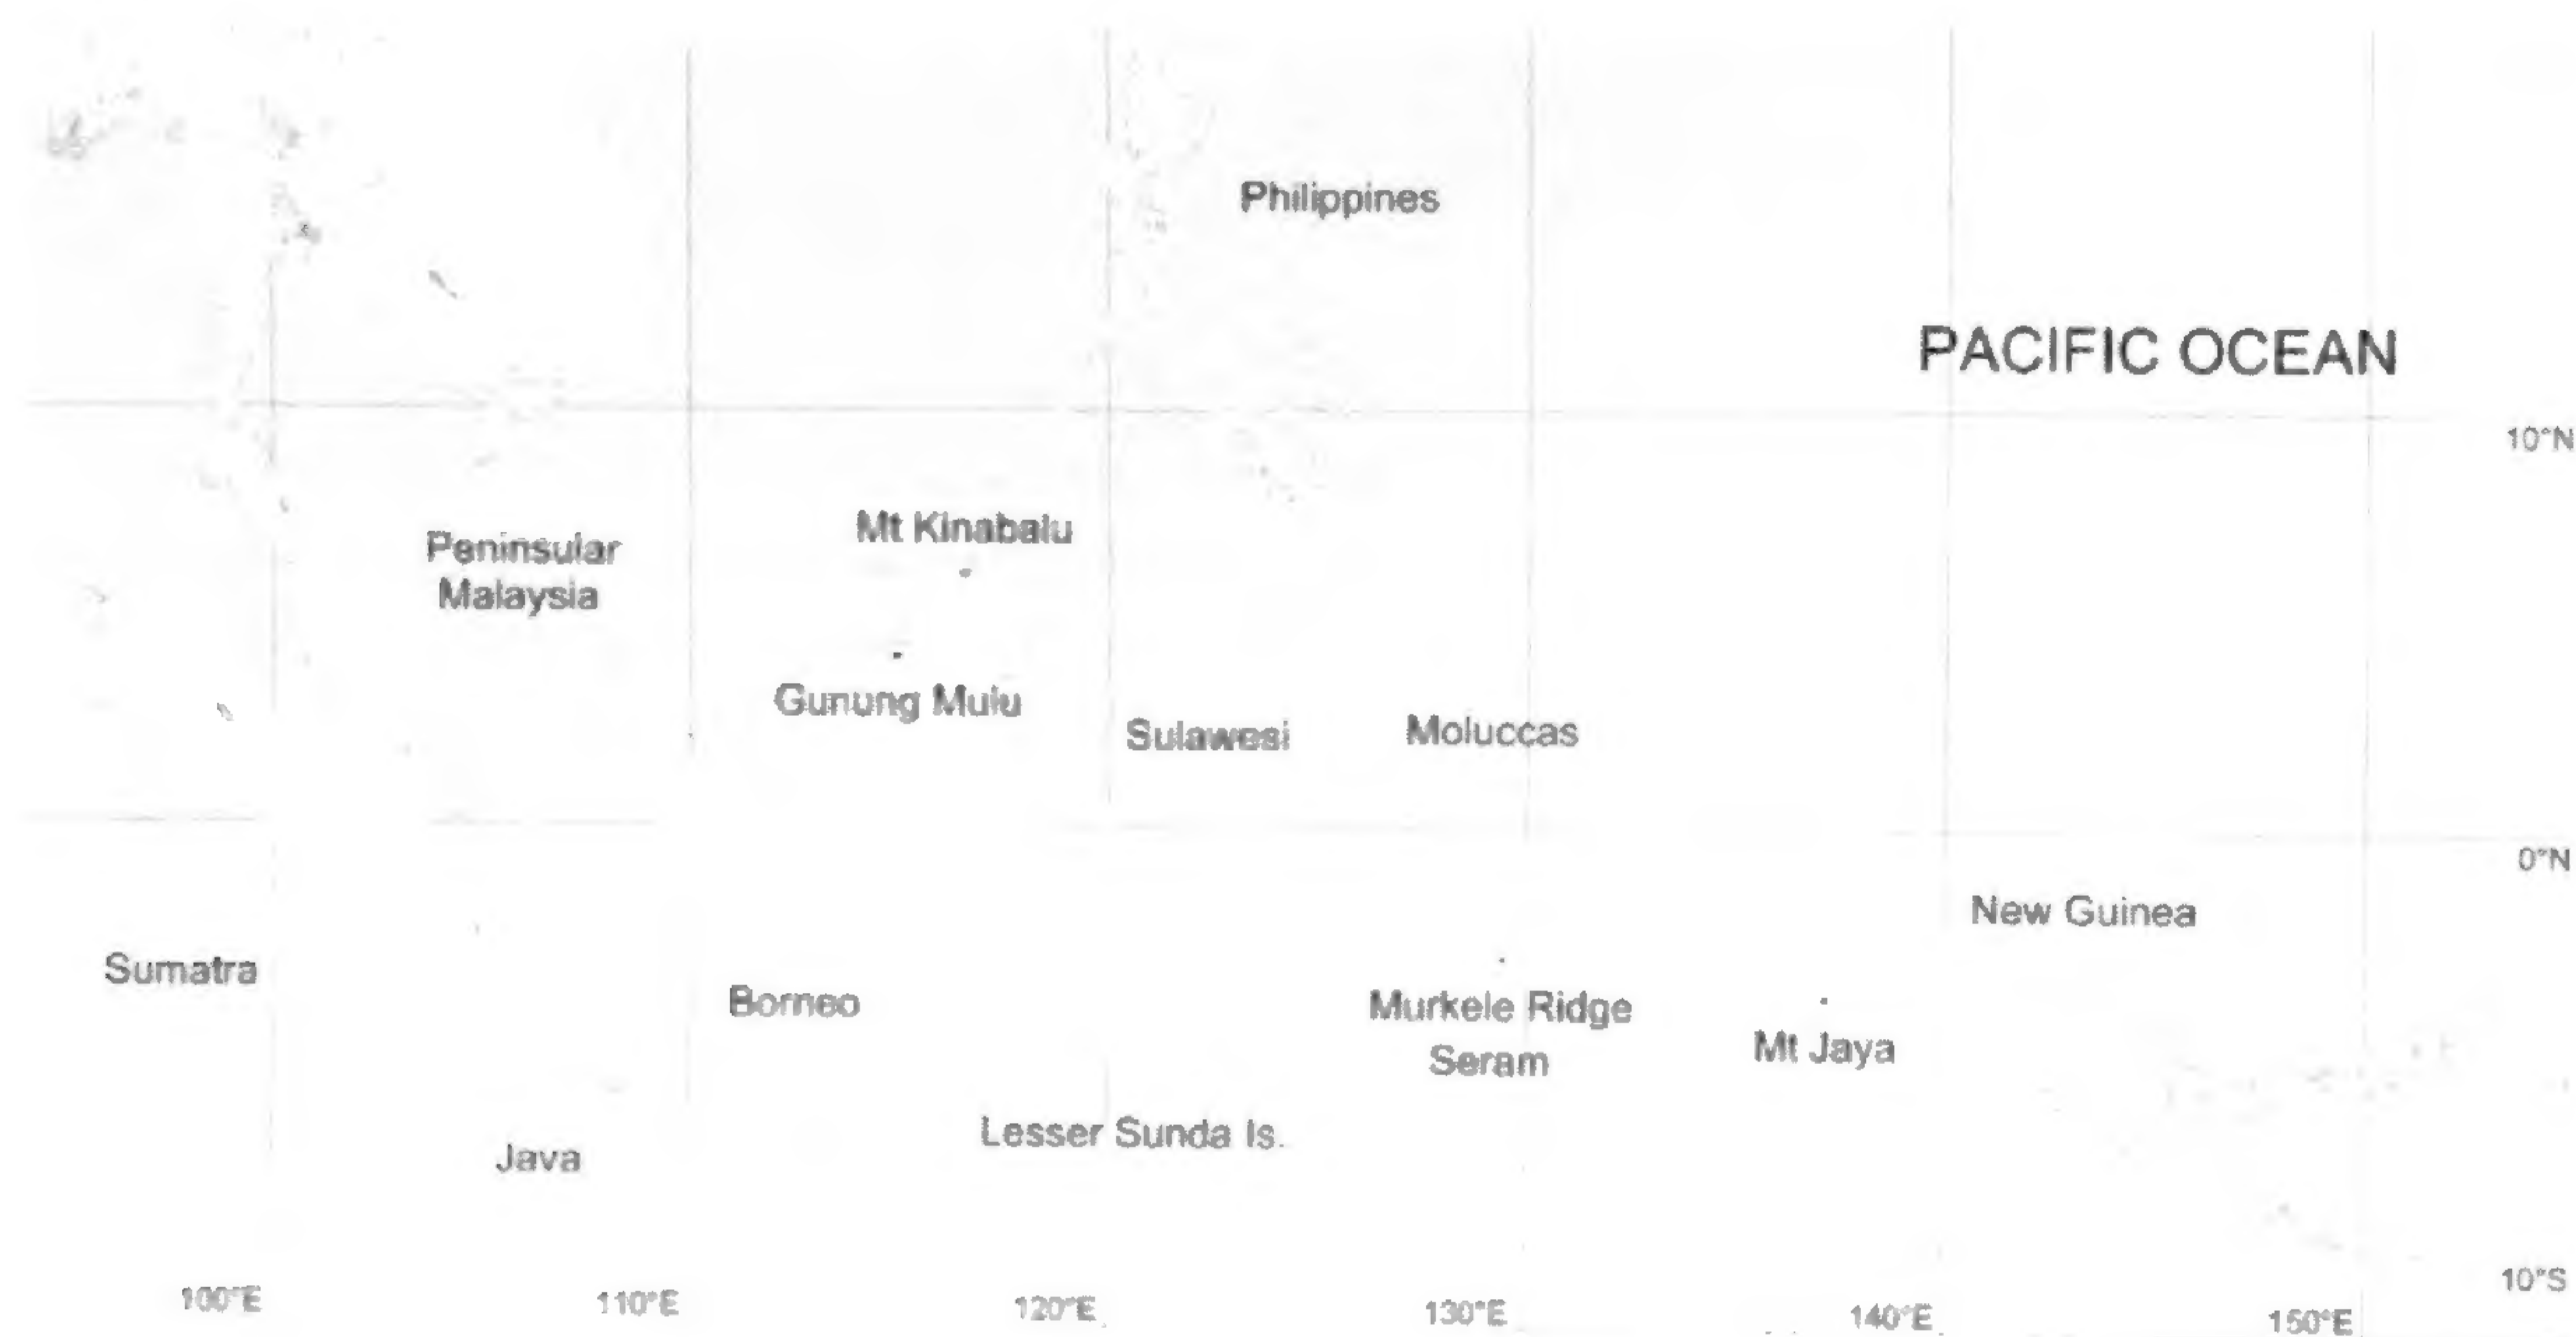 Philippines
PACIFIC OCEAN
10°N
Mt Kinabalu
Peninsular
Malaysia
Gunung Mulu
Sulawesi
Moluccas
0°N
New Guinea
Sumatra
Borneo
Murkele Ridge
Seram
Mt Jaya
Lesser Sunda Is.
Java
10°S
100°E
110°E
120°E
130°E
140°E
150°E